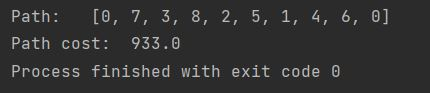 Path:   [0, 7, 3, 8, 2, 5, 1, 4, 6, 0]
Path cost:  933.0
Process finished with exit code 0